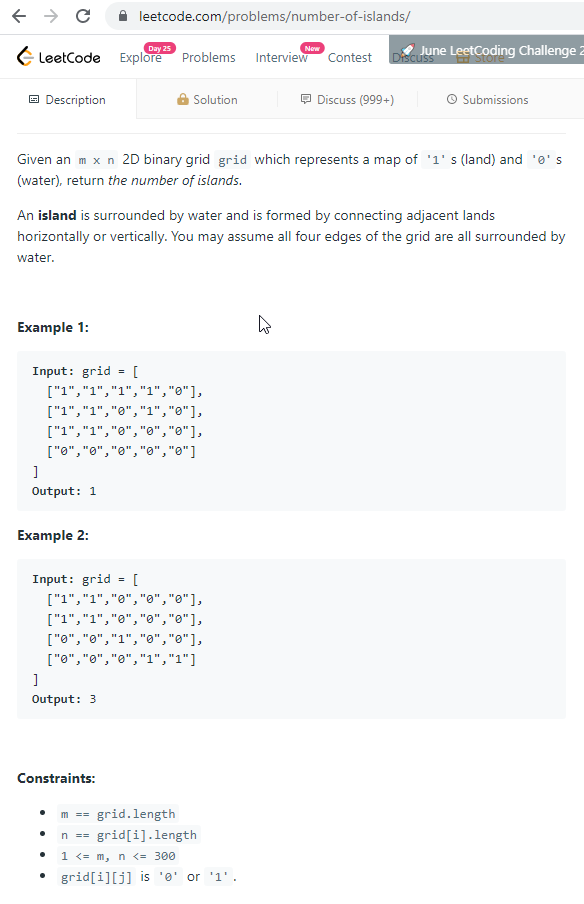 leetcode.com/problems/number-of-islands/
LeetCode Explore Day 25 Problems Interview New Contest Discuss Store
June LeetCoding Challenge 2
Description Solution Discuss (999+) Submissions
Given an m x n 2D binary grid grid which represents a map of '1' s (land) and '0' s
(water), return the number of islands.
An island is surrounded by water and is formed by connecting adjacent lands
horizontally or vertically. You may assume all four edges of the grid are all surrounded by
water.
Example 1:
Input: grid = [
["1","1","1","1","0"],
["1","1","0","1","0"],
["1","1","0","0","0"],
["0","0","0","0","0"]
]
Output: 1
Example 2:
Input: grid = [
["1","1","0","0","0"],
["1","1","0","0","0"],
["0","0","1","0","0"],
["0","0","0","1","1"]
]
Output: 3
Constraints:
m == grid.length
n == grid[i].length
1 <= m, n <= 300
grid[i][j] is '0' or '1'.